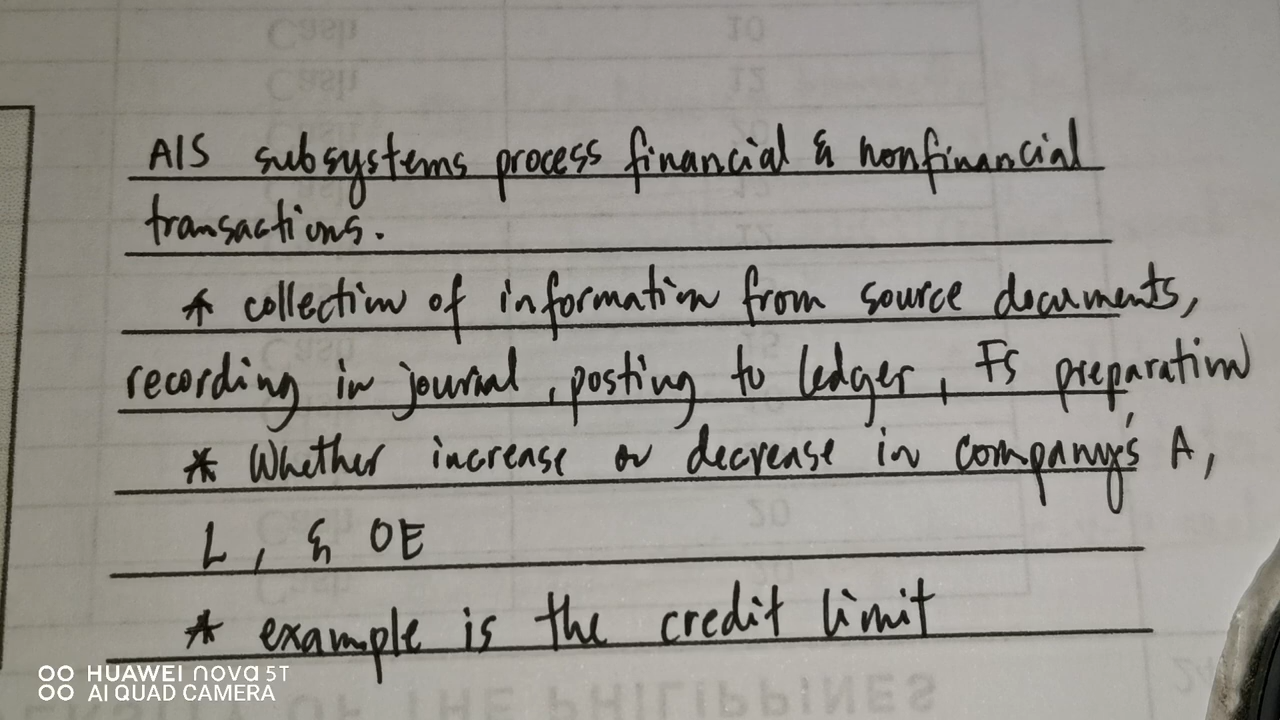 AIS subsystems process financial & nonfinancial
transactions.
* collection of information from source documents,
recording in journal, posting to ledger, FS preparation
* Whether increase or decrease in company's A,
L, & OE
* example is the credit limit
HUAWEI nova 5T
AI QUAD CAMERA